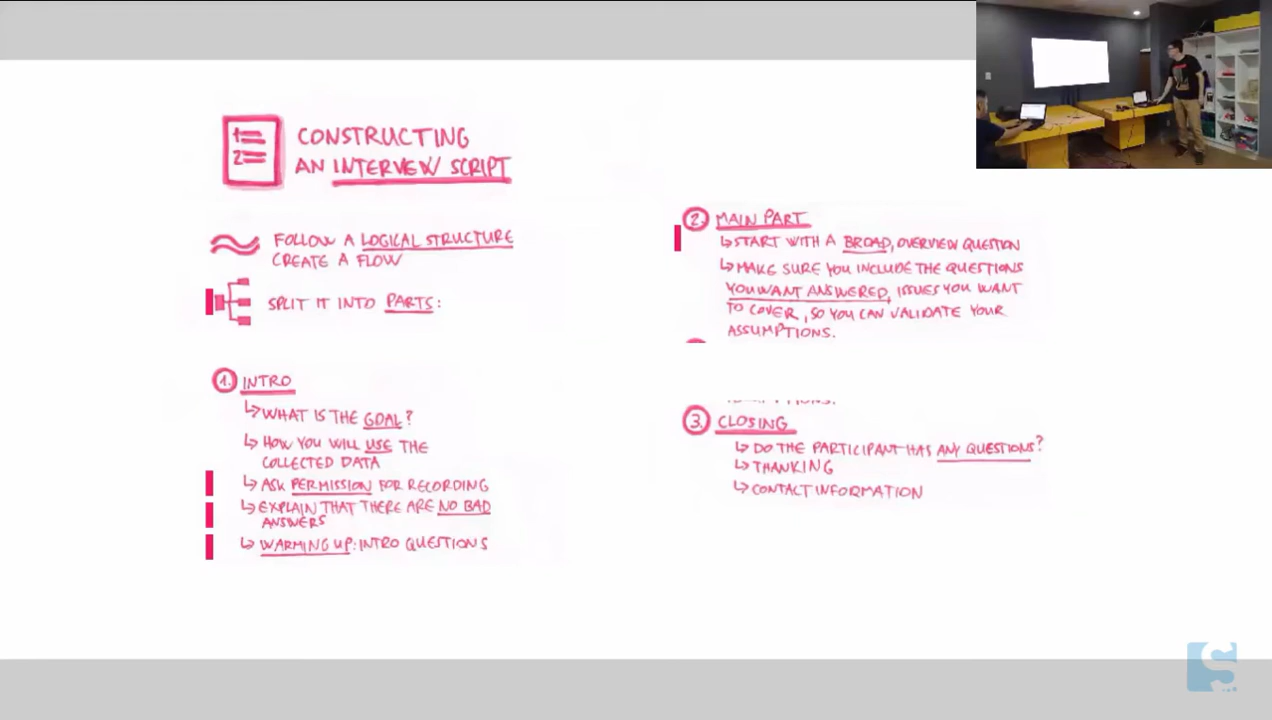 CONSTRUCTING
AN INTERVIEW SCRIPT
FOLLOW A LOGICAL STRUCTURE
CREATE A FLOW
SPLIT IT INTO PARTS:
1. INTRO
WHAT IS THE GOAL?
HOW YOU WILL USE THE
COLLECTED DATA
ASK PERMISSION FOR RECORDING
EXPLAIN THAT THERE ARE NO BAD
ANSWERS
WARMING UP: INTRO QUESTIONS
2. MAIN PART
START WITH A BROAD, OVERVIEW QUESTION
MAKE SURE YOU INCLUDE THE QUESTIONS
YOU WANT ANSWERED, ISSUES YOU WANT
TO COVER, SO YOU CAN VALIDATE YOUR
ASSUMPTIONS.
3. CLOSING
DO THE PARTICIPANT HAS ANY QUESTIONS?
THANKING
CONTACT INFORMATION